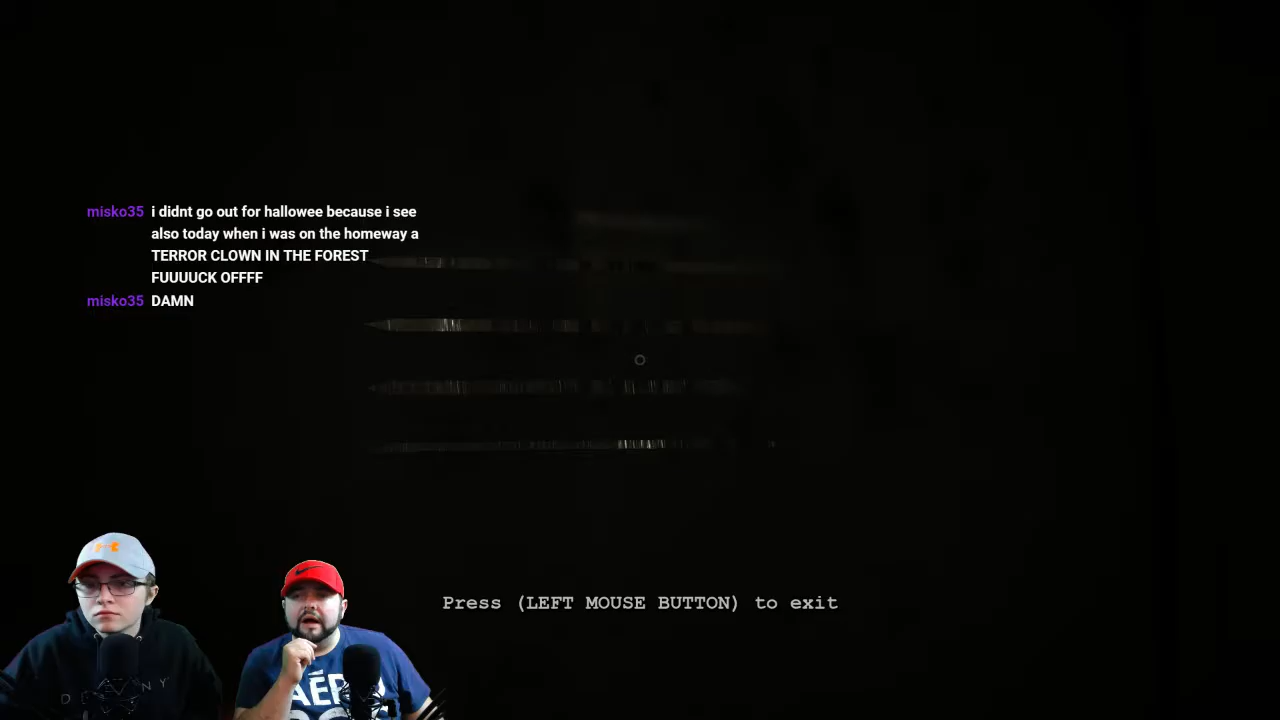 misko35 i didnt go out for hallowee because i see
also today when i was on the homeway a
TERROR CLOWN IN THE FOREST
FUUUUCK OFFFF
misko35 DAMN
Press (LEFT MOUSE BUTTON) to exit
AÉRO